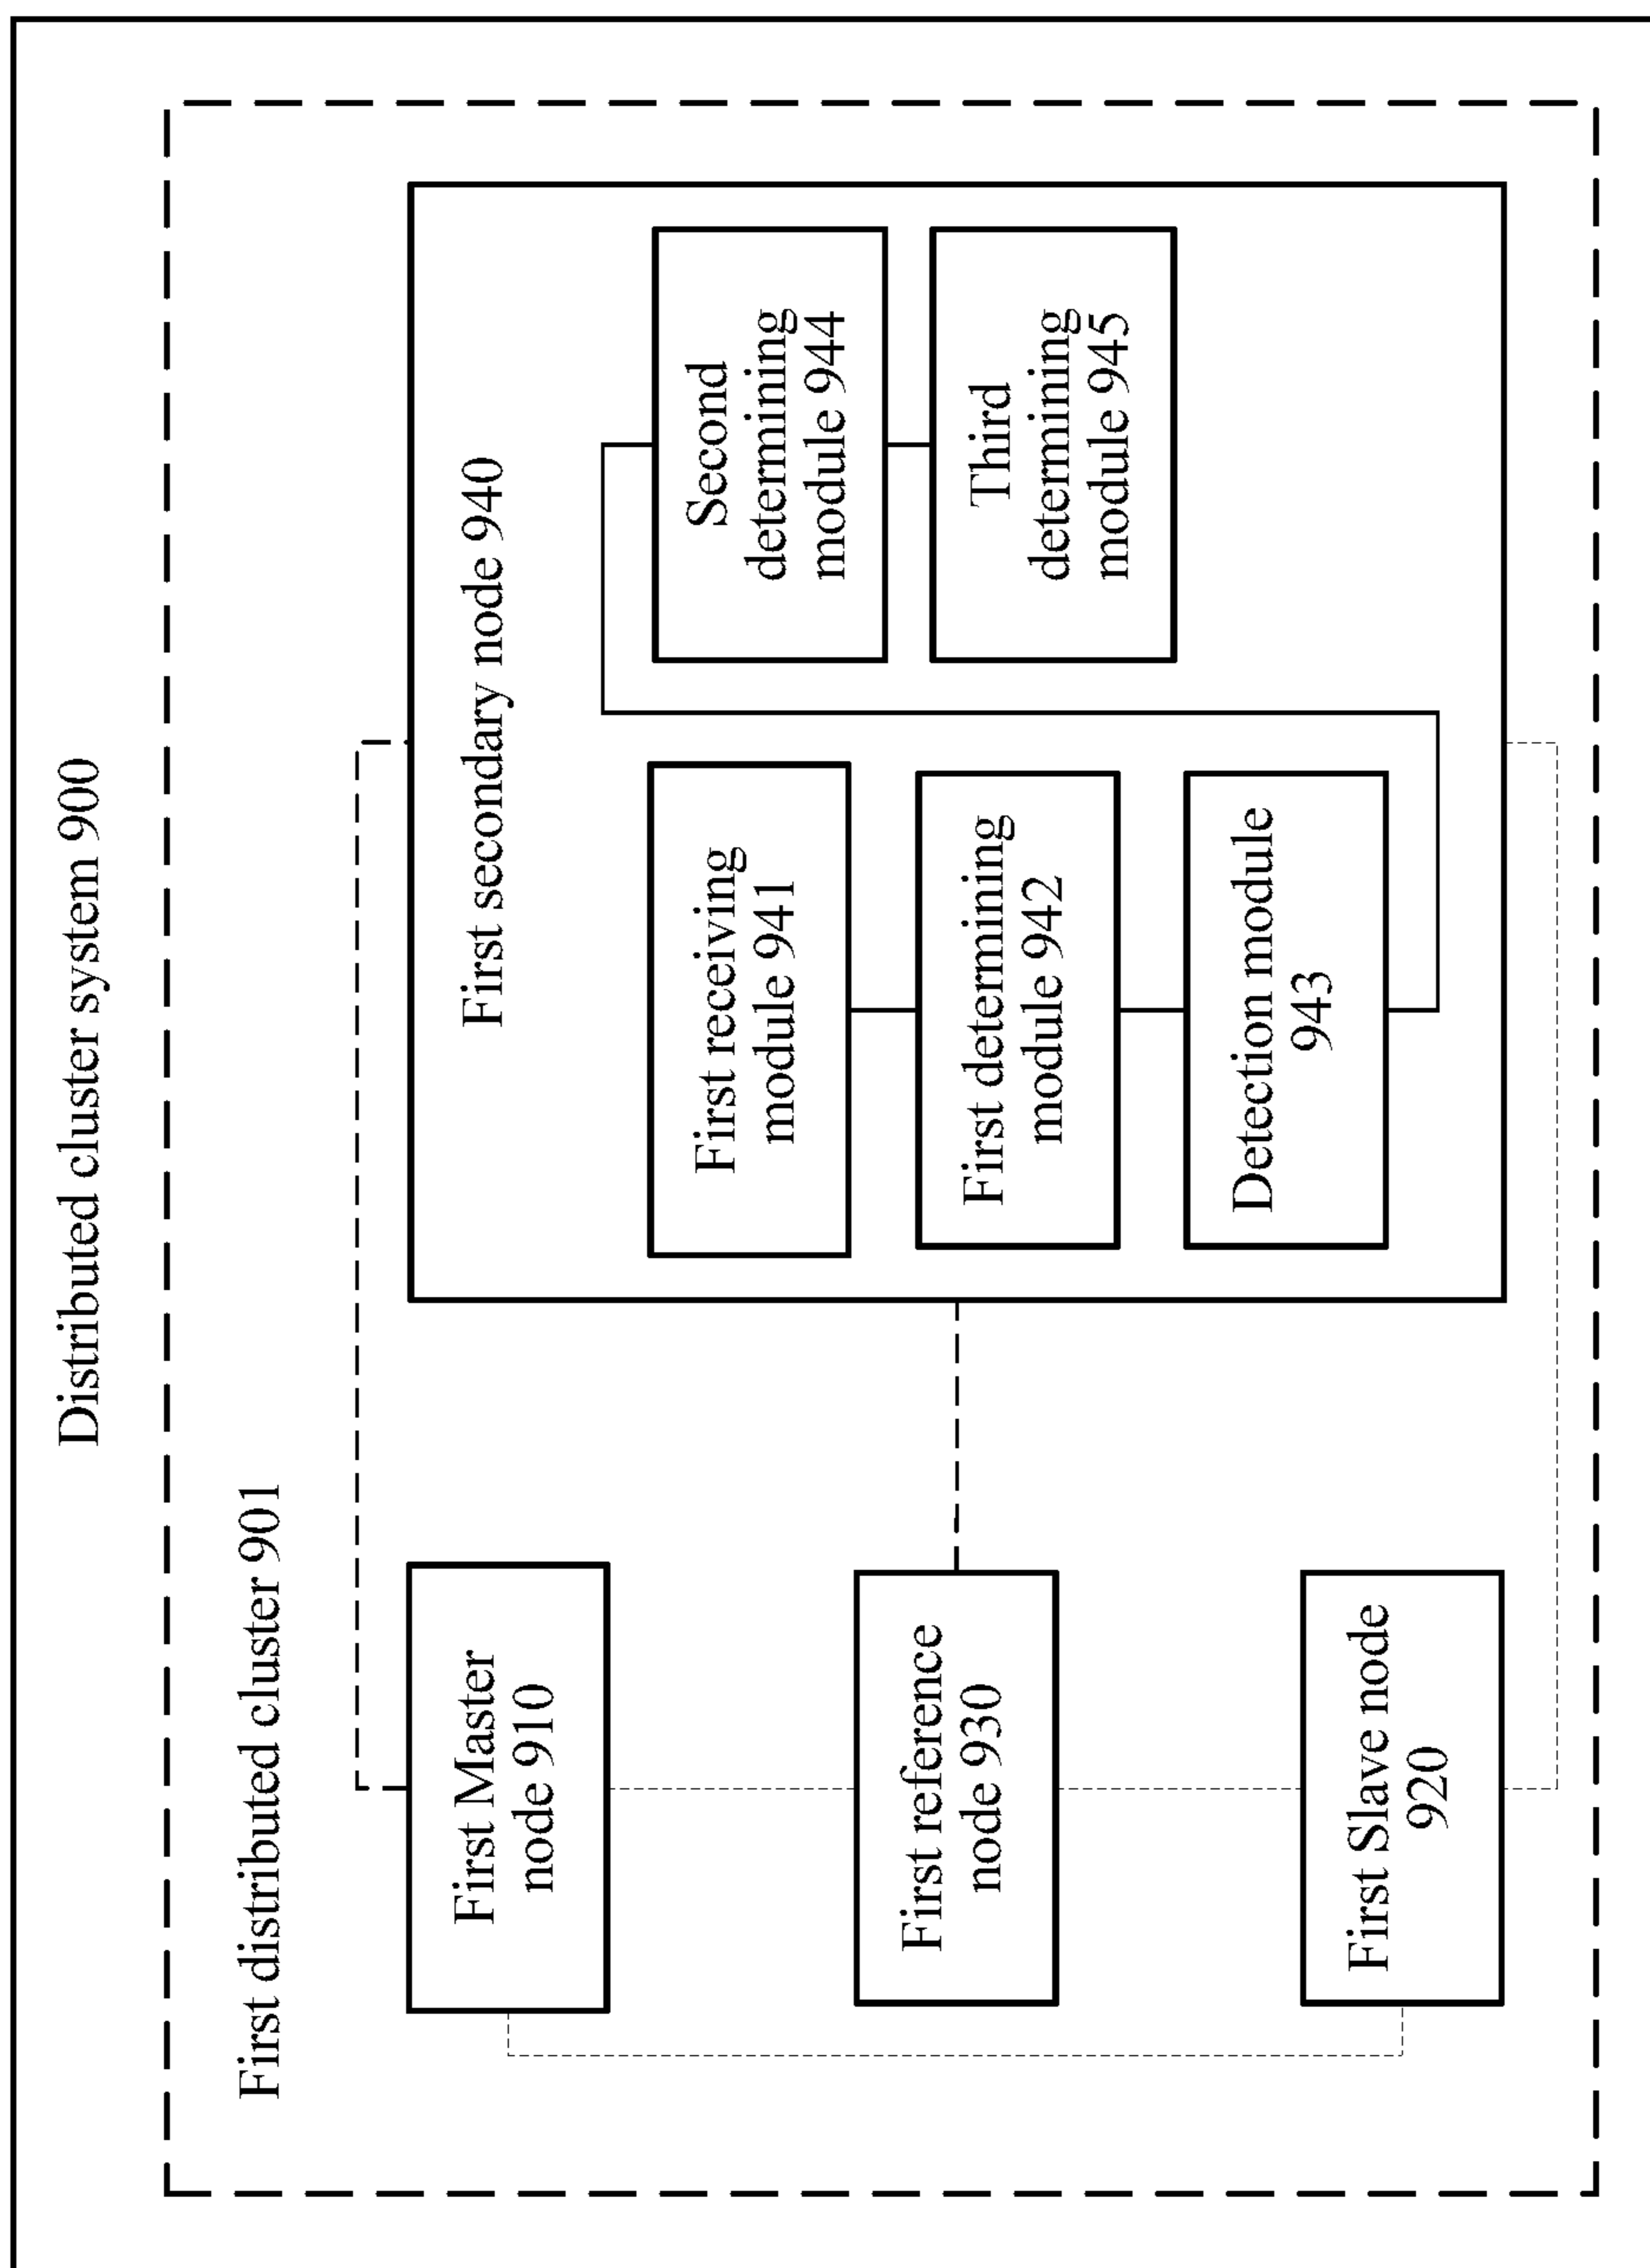 Distributed cluster system 900
First distributed cluster 901
First Master
node 910
First reference
node 930
First Slave node
920
First secondary node 940
First receiving
module 941
First determining
module 942
Detection module
943
Second
determining
module 944
Third
determining
module 945